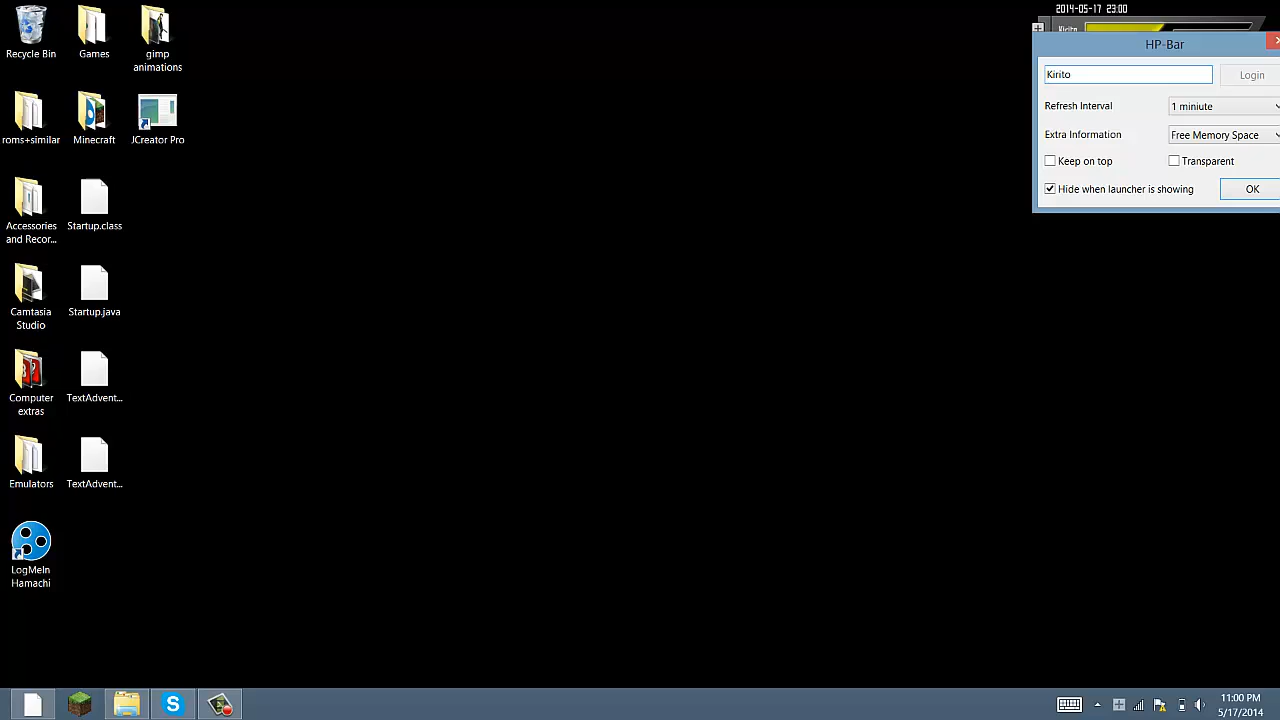 2014-05-17 23:00
Kirito
HP-Bar
Kirito
Login
Refresh Interval
1 miniute
Extra Information
Free Memory Space
Keep on top
Transparent
Hide when launcher is showing
OK
Recycle Bin
Games
gimp
animations
roms+similar
Minecraft
JCreator Pro
Accessories
and Recor...
Startup.class
Camtasia
Studio
Startup.java
Computer
extras
TextAdvent...
Emulators
TextAdvent...
LogMeIn
Hamachi
11:00 PM
5/17/2014